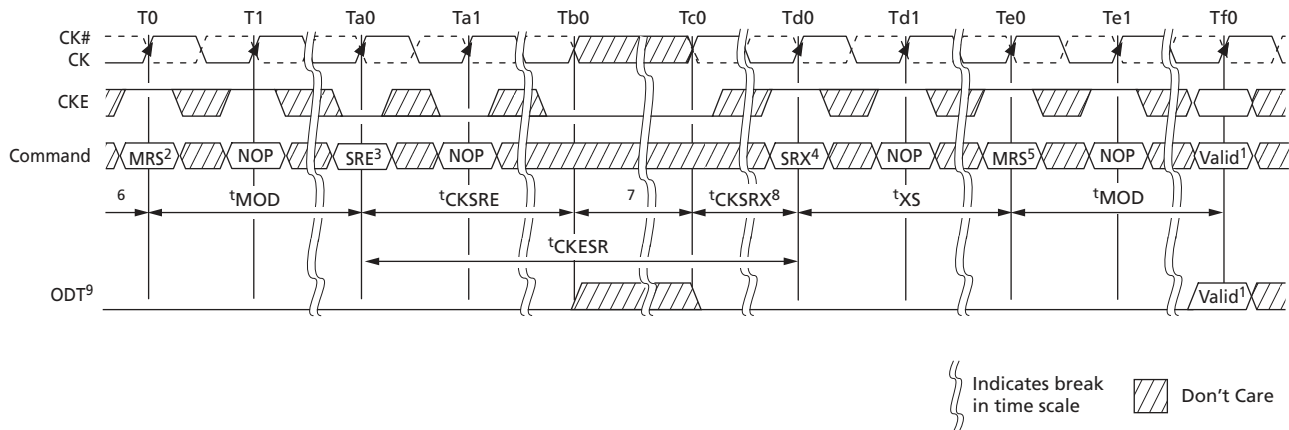 T0 T1 Ta0 Ta1 Tb0 Tc0 Td0 Td1 Te0 Te1 Tf0
CK#
CK
CKE
Command MRS² NOP SRE³ NOP SRX⁴ NOP MRS⁵ NOP Valid¹
6 ᵗMOD ᵗCKSRE 7 ᵗCKSRX⁸ ᵗXS ᵗMOD
ᵗCKESR
ODT⁹ Valid¹
Indicates break
in time scale
Don't Care